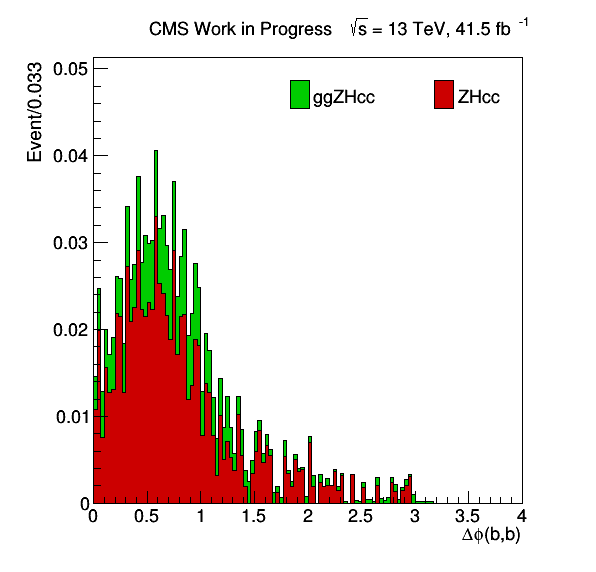 CMS Work in Progress √s = 13 TeV, 41.5 fb⁻¹
Event/0.033
ggZHcc ZHcc
0.05
0.04
0.03
0.02
0.01
0
0 0.5 1 1.5 2 2.5 3 3.5 4
Δϕ(b,b)